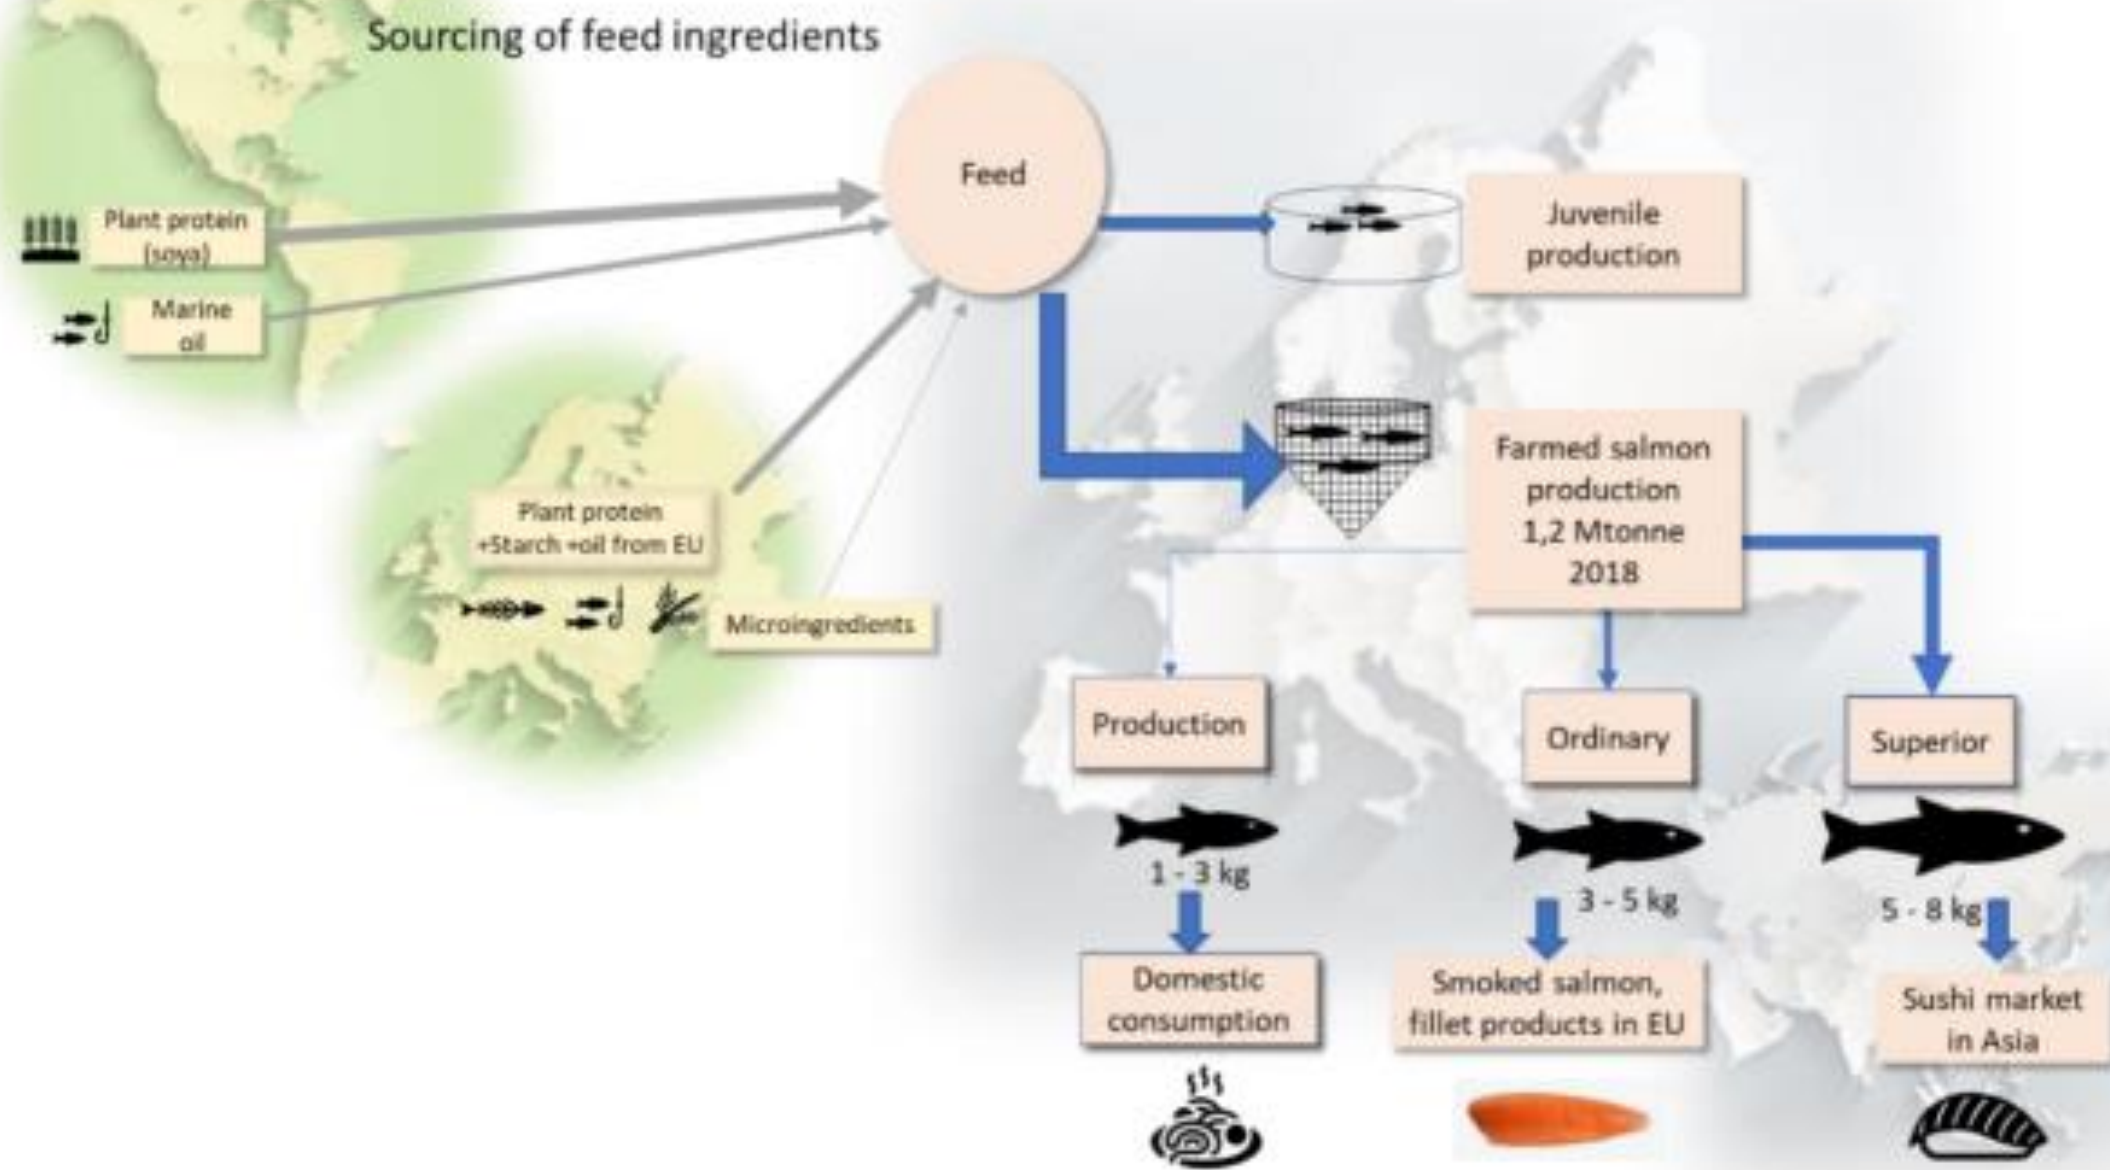 Sourcing of feed ingredients
Feed
Plant protein
(soya)
Marine
oil
Plant protein
+Starch +oil from EU
Microingredients
Juvenile
production
Farmed salmon
production
1,2 Mtonne
2018
Production
Ordinary
Superior
1 - 3 kg
3 - 5 kg
5 - 8 kg
Domestic
consumption
Smoked salmon,
fillet products in EU
Sushi market
in Asia